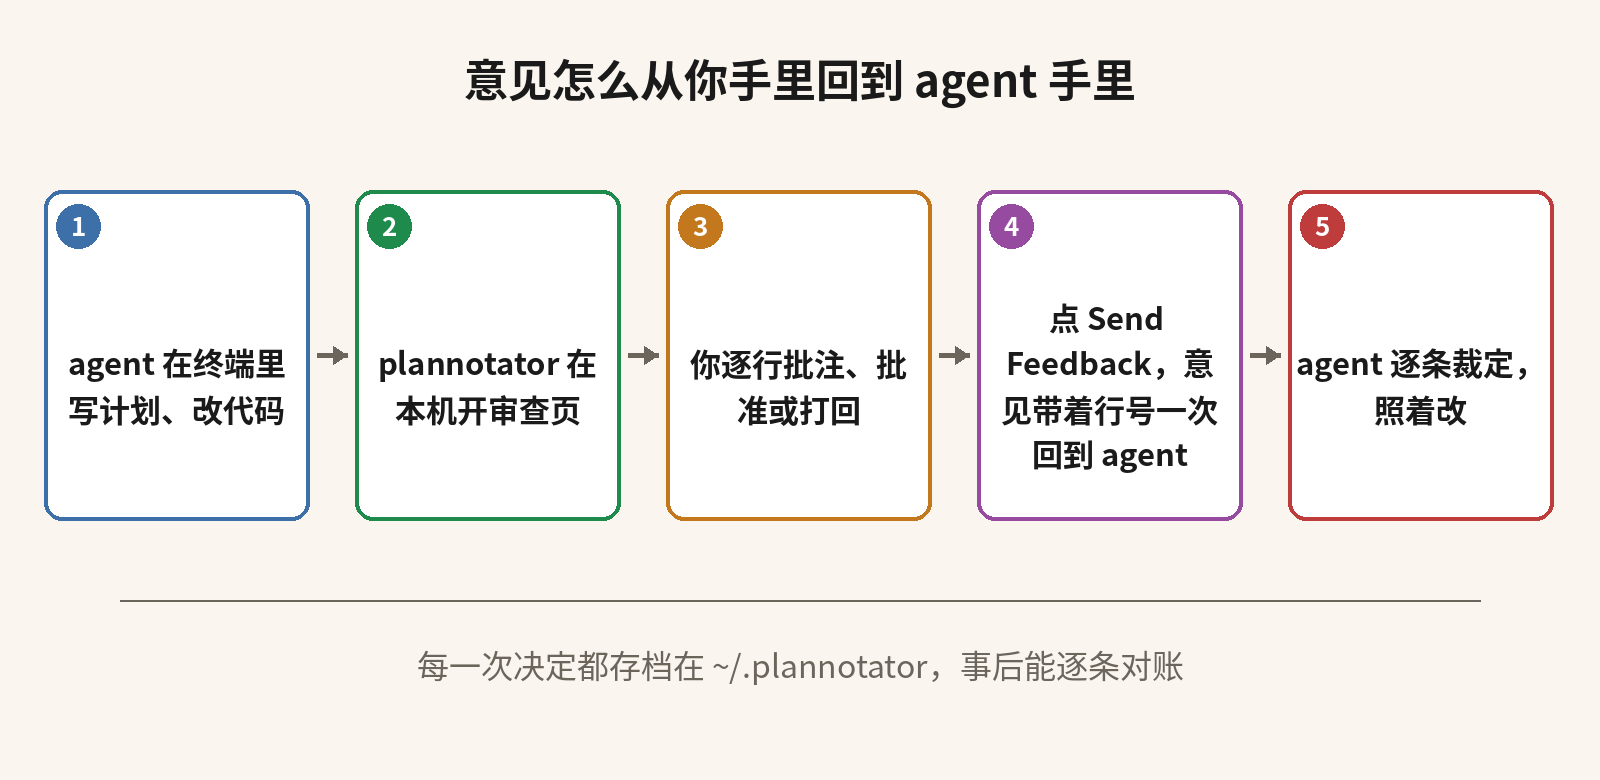 意见怎么从你手里回到 agent 手里
1
agent 在终端里
写计划、改代码
2
plannotator 在
本机开审查页
3
你逐行批注、批
准或打回
4
点 Send
Feedback，意
见带着行号一次
回到 agent
5
agent 逐条裁定，
照着改
每一次决定都存档在 ~/.plannotator，事后能逐条对账